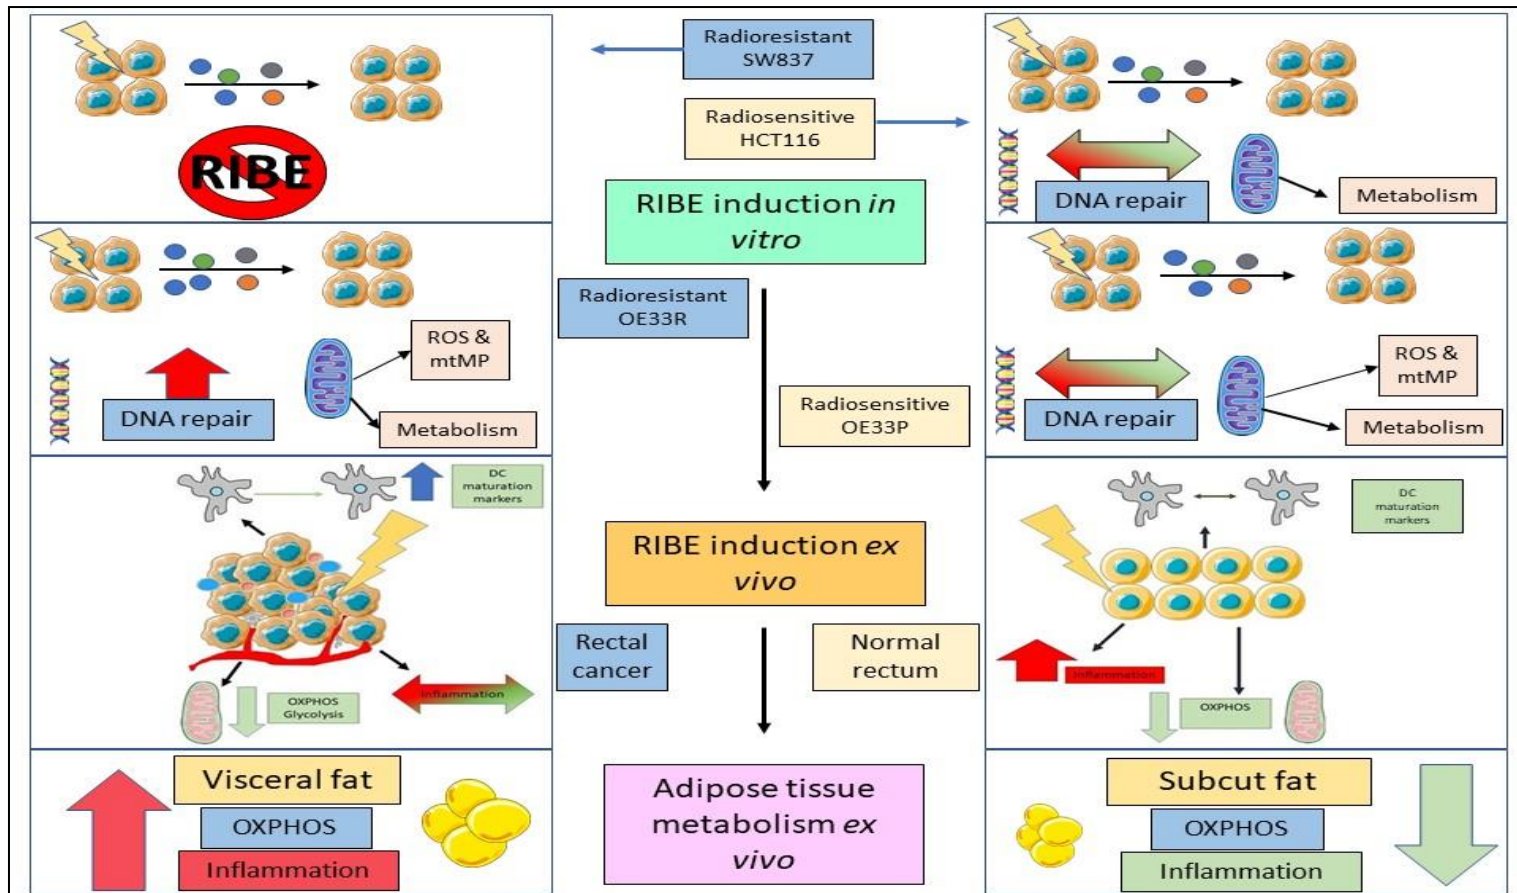 Radioresistant
SW837
Radiosensitive
HCT116
RIBE
RIBE induction in
vitro
DNA repair
Metabolism
Radioresistant
OE33R
ROS &
mtMP
DNA repair
Metabolism
Radiosensitive
OE33P
ROS &
mtMP
DNA repair
Metabolism
DC
maturation
markers
Inflammation
OXPHOS
Glycolysis
RIBE induction ex
vivo
Rectal
cancer
Normal
rectum
DC
maturation
markers
Inflammation
OXPHOS
Visceral fat
OXPHOS
Inflammation
Adipose tissue
metabolism ex
vivo
Subcut fat
OXPHOS
Inflammation